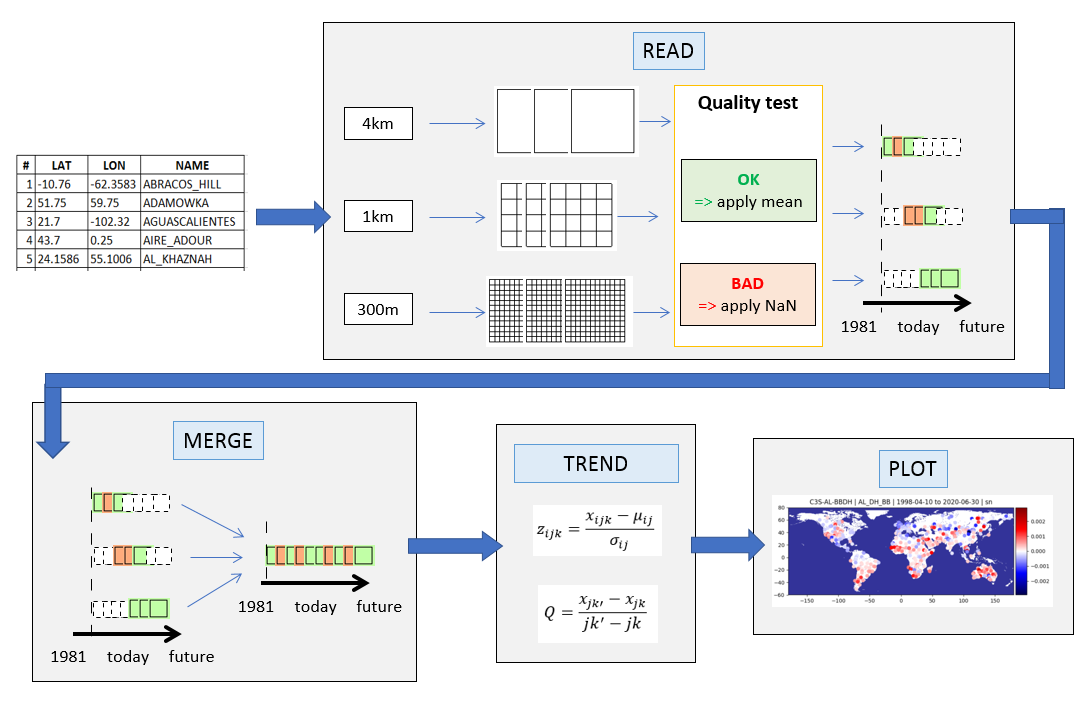 # LAT LON NAME
1 -10.76 -62.3583 ABRACOS_HILL
2 51.75 59.75 ADAMOWKA
3 21.7 -102.32 AGUASCALIENTES
4 43.7 0.25 AIRE_ADOUR
5 24.1586 55.1006 AL_KHAZNAH
READ
4km
1km
300m
Quality test
OK
=> apply mean
BAD
=> apply NaN
1981 today future
MERGE
1981 today future
1981 today future
TREND
z_{ijk} = \frac{x_{ijk} - μ_{ij}}{σ_{ij}}
Q = \frac{x_{jk'} - x_{jk}}{jk' - jk}
PLOT
C3S-AL-BBDH | AL_DH_BB | 1998-04-10 to 2020-06-30 | sn
80
60
40
20
0
−20
−40
−60
−150 −100 −50 0 50 100 150
0.002
0.001
0.000
−0.001
−0.002